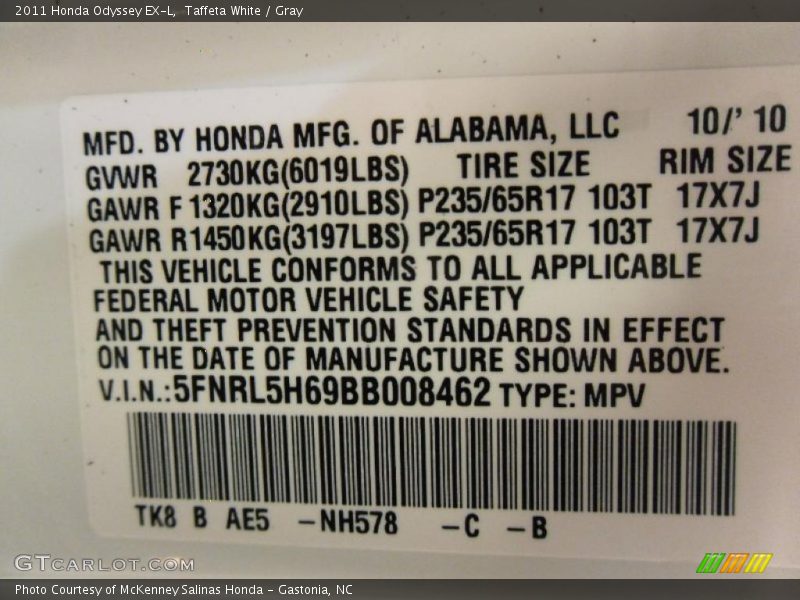 2011 Honda Odyssey EX-L, Taffeta White / Gray
MFD. BY HONDA MFG. OF ALABAMA, LLC 10/' 10
GVWR 2730KG(6019LBS) TIRE SIZE RIM SIZE
GAWR F 1320KG(2910LBS) P235/65R17 103T 17X7J
GAWR R1450KG(3197LBS) P235/65R17 103T 17X7J
THIS VEHICLE CONFORMS TO ALL APPLICABLE
FEDERAL MOTOR VEHICLE SAFETY
AND THEFT PREVENTION STANDARDS IN EFFECT
ON THE DATE OF MANUFACTURE SHOWN ABOVE.
V.I.N.:5FNRL5H69BB008462 TYPE: MPV
TK8 B AE5 -NH578 -C -B
GTCARLOT.COM
Photo Courtesy of McKenney Salinas Honda - Gastonia, NC